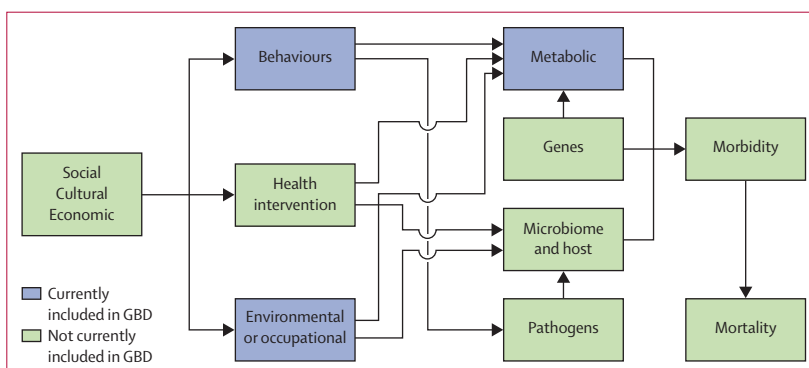 Behaviours
Metabolic
Social
Cultural
Economic
Health
intervention
Genes
Morbidity
Microbiome
and host
Currently
included in GBD
Not currently
included in GBD
Environmental
or occupational
Pathogens
Mortality